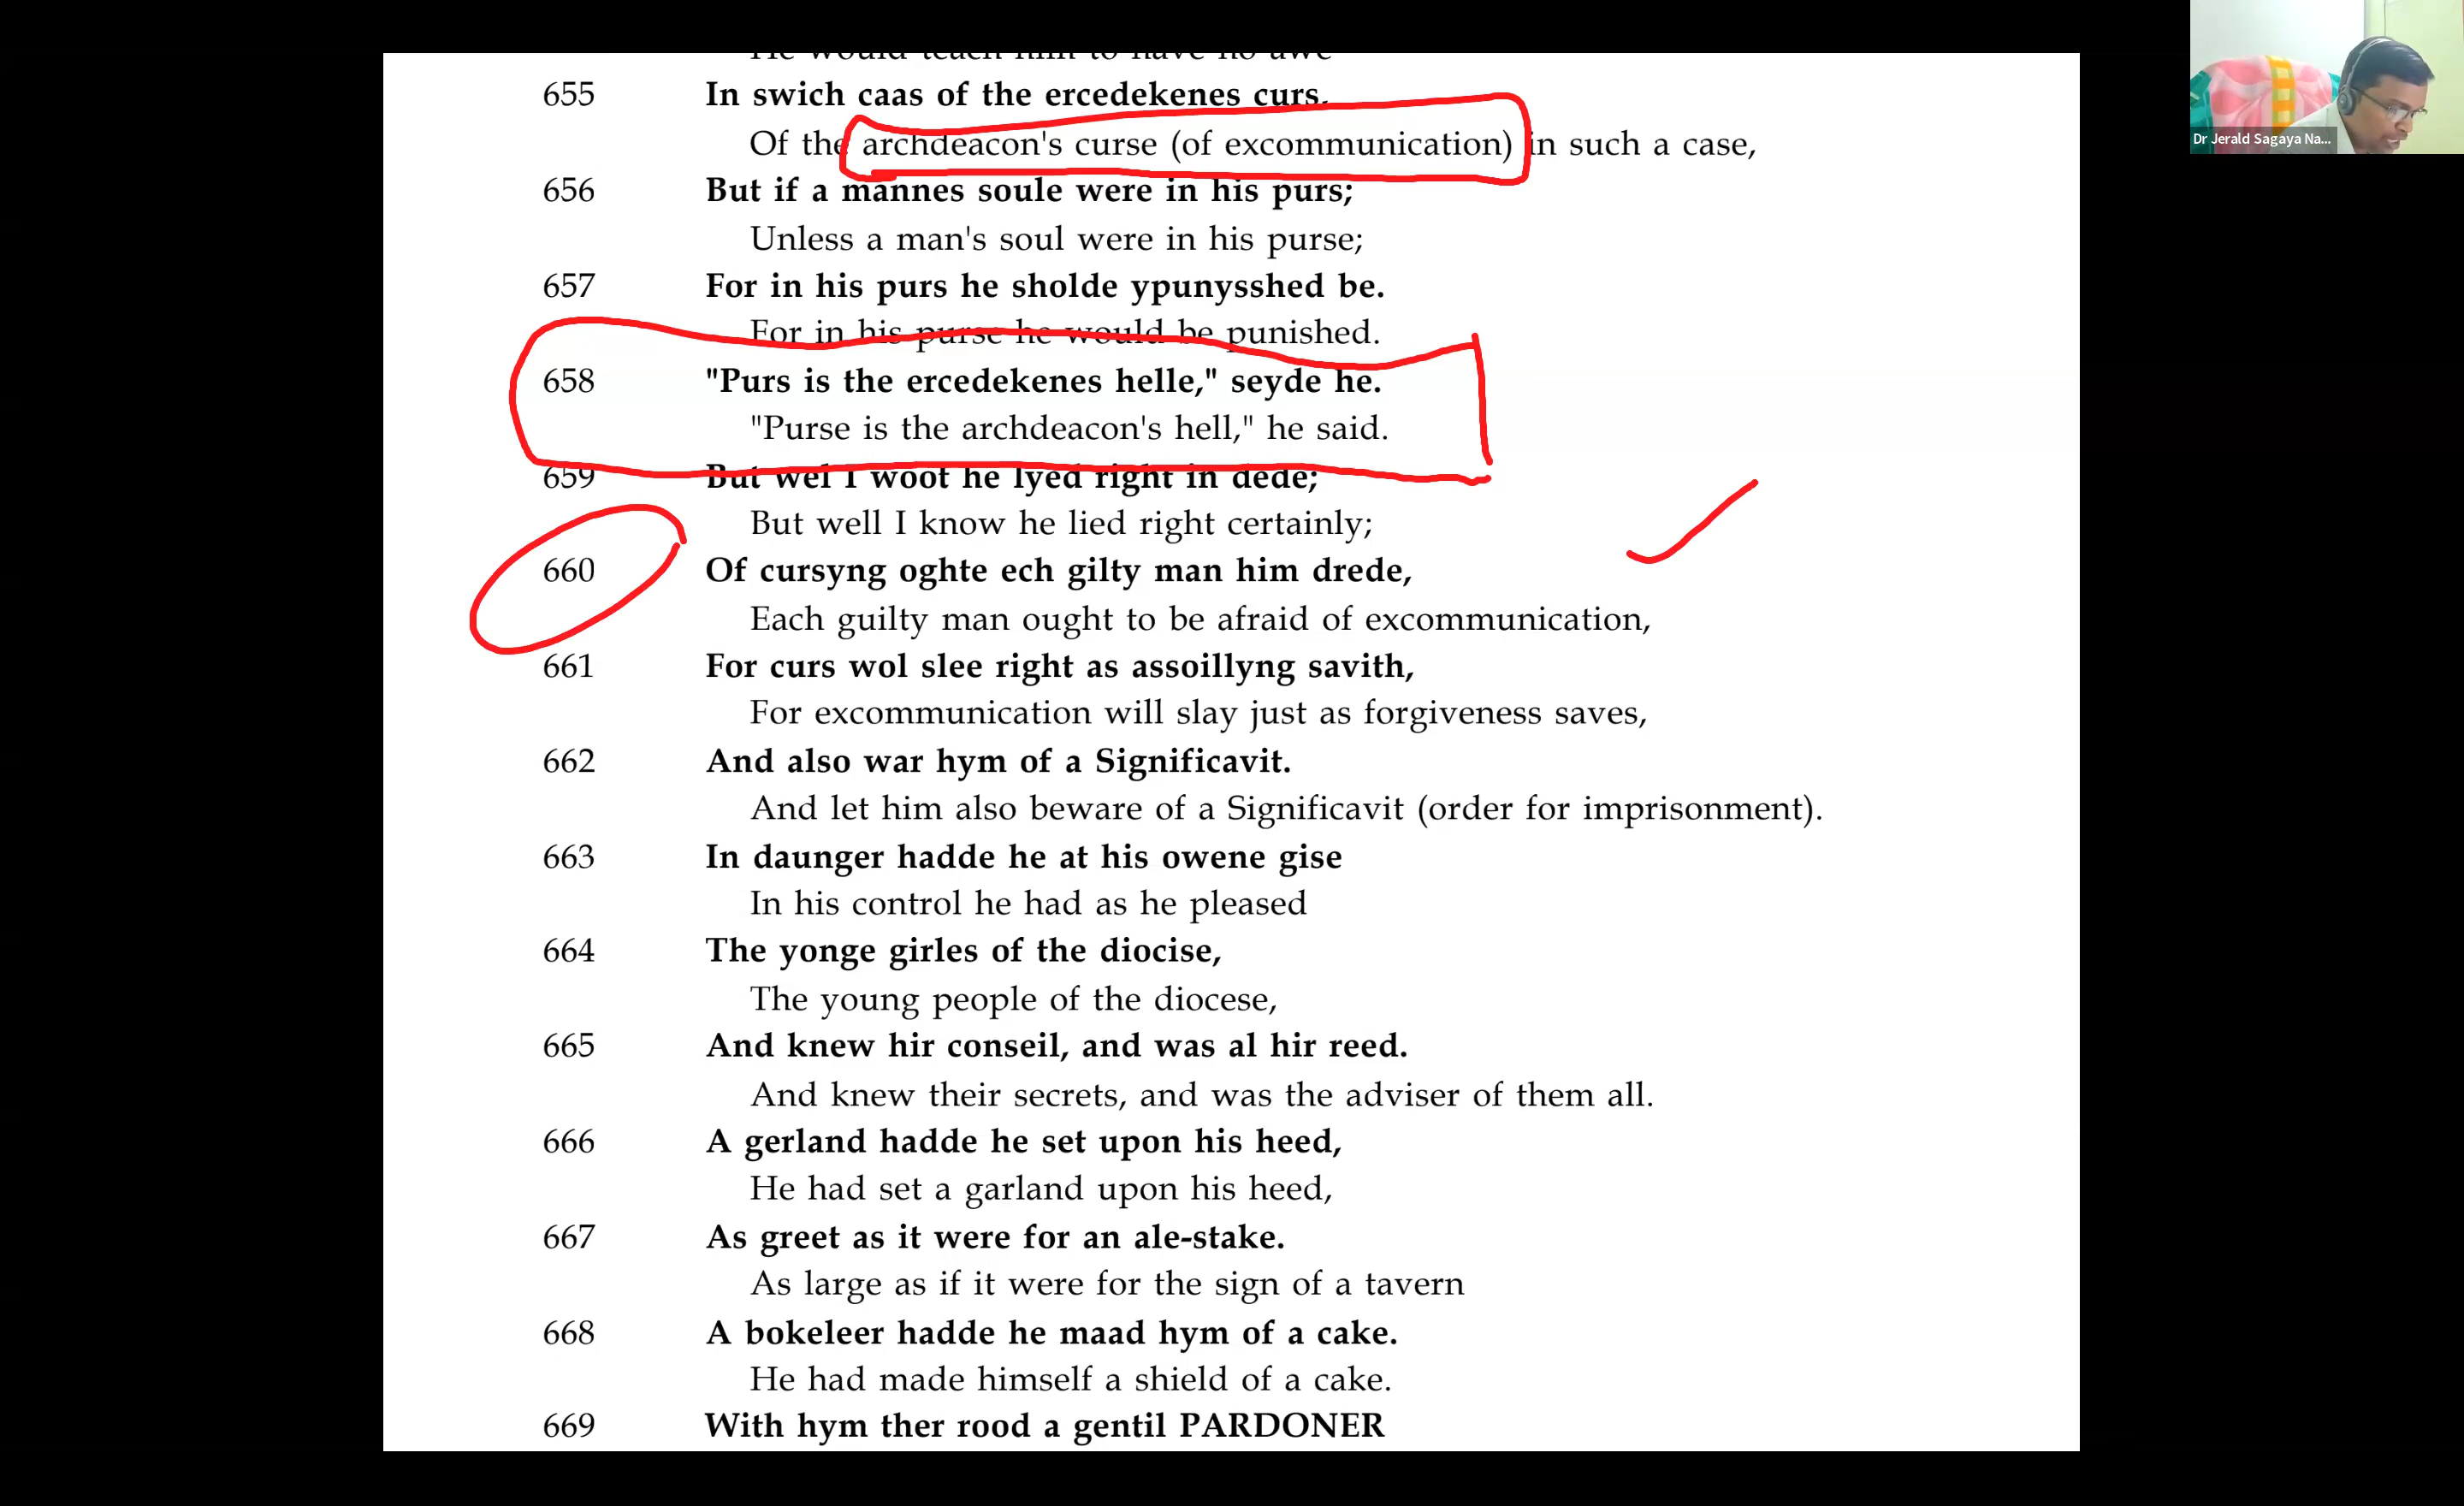 He would teach him to have no awe
655 In swich caas of the ercedekenes curs,
Of the archdeacon's curse (of excommunication) in such a case,
656 But if a mannes soule were in his purs;
Unless a man's soul were in his purse;
657 For in his purs he sholde ypunysshed be.
For in his purse he would be punished.
658 "Purs is the ercedekenes helle," seyde he.
"Purse is the archdeacon's hell," he said.
659 But wel I woot he lyed right in dede;
But well I know he lied right certainly;
660 Of cursyng oghte ech gilty man him drede,
Each guilty man ought to be afraid of excommunication,
661 For curs wol slee right as assoillyng savith,
For excommunication will slay just as forgiveness saves,
662 And also war hym of a Significavit.
And let him also beware of a Significavit (order for imprisonment).
663 In daunger hadde he at his owene gise
In his control he had as he pleased
664 The yonge girles of the diocise,
The young people of the diocese,
665 And knew hir conseil, and was al hir reed.
And knew their secrets, and was the adviser of them all.
666 A gerland hadde he set upon his heed,
He had set a garland upon his heed,
667 As greet as it were for an ale-stake.
As large as if it were for the sign of a tavern
668 A bokeleer hadde he maad hym of a cake.
He had made himself a shield of a cake.
669 With hym ther rood a gentil PARDONER
Dr Jerald Sagaya Na...